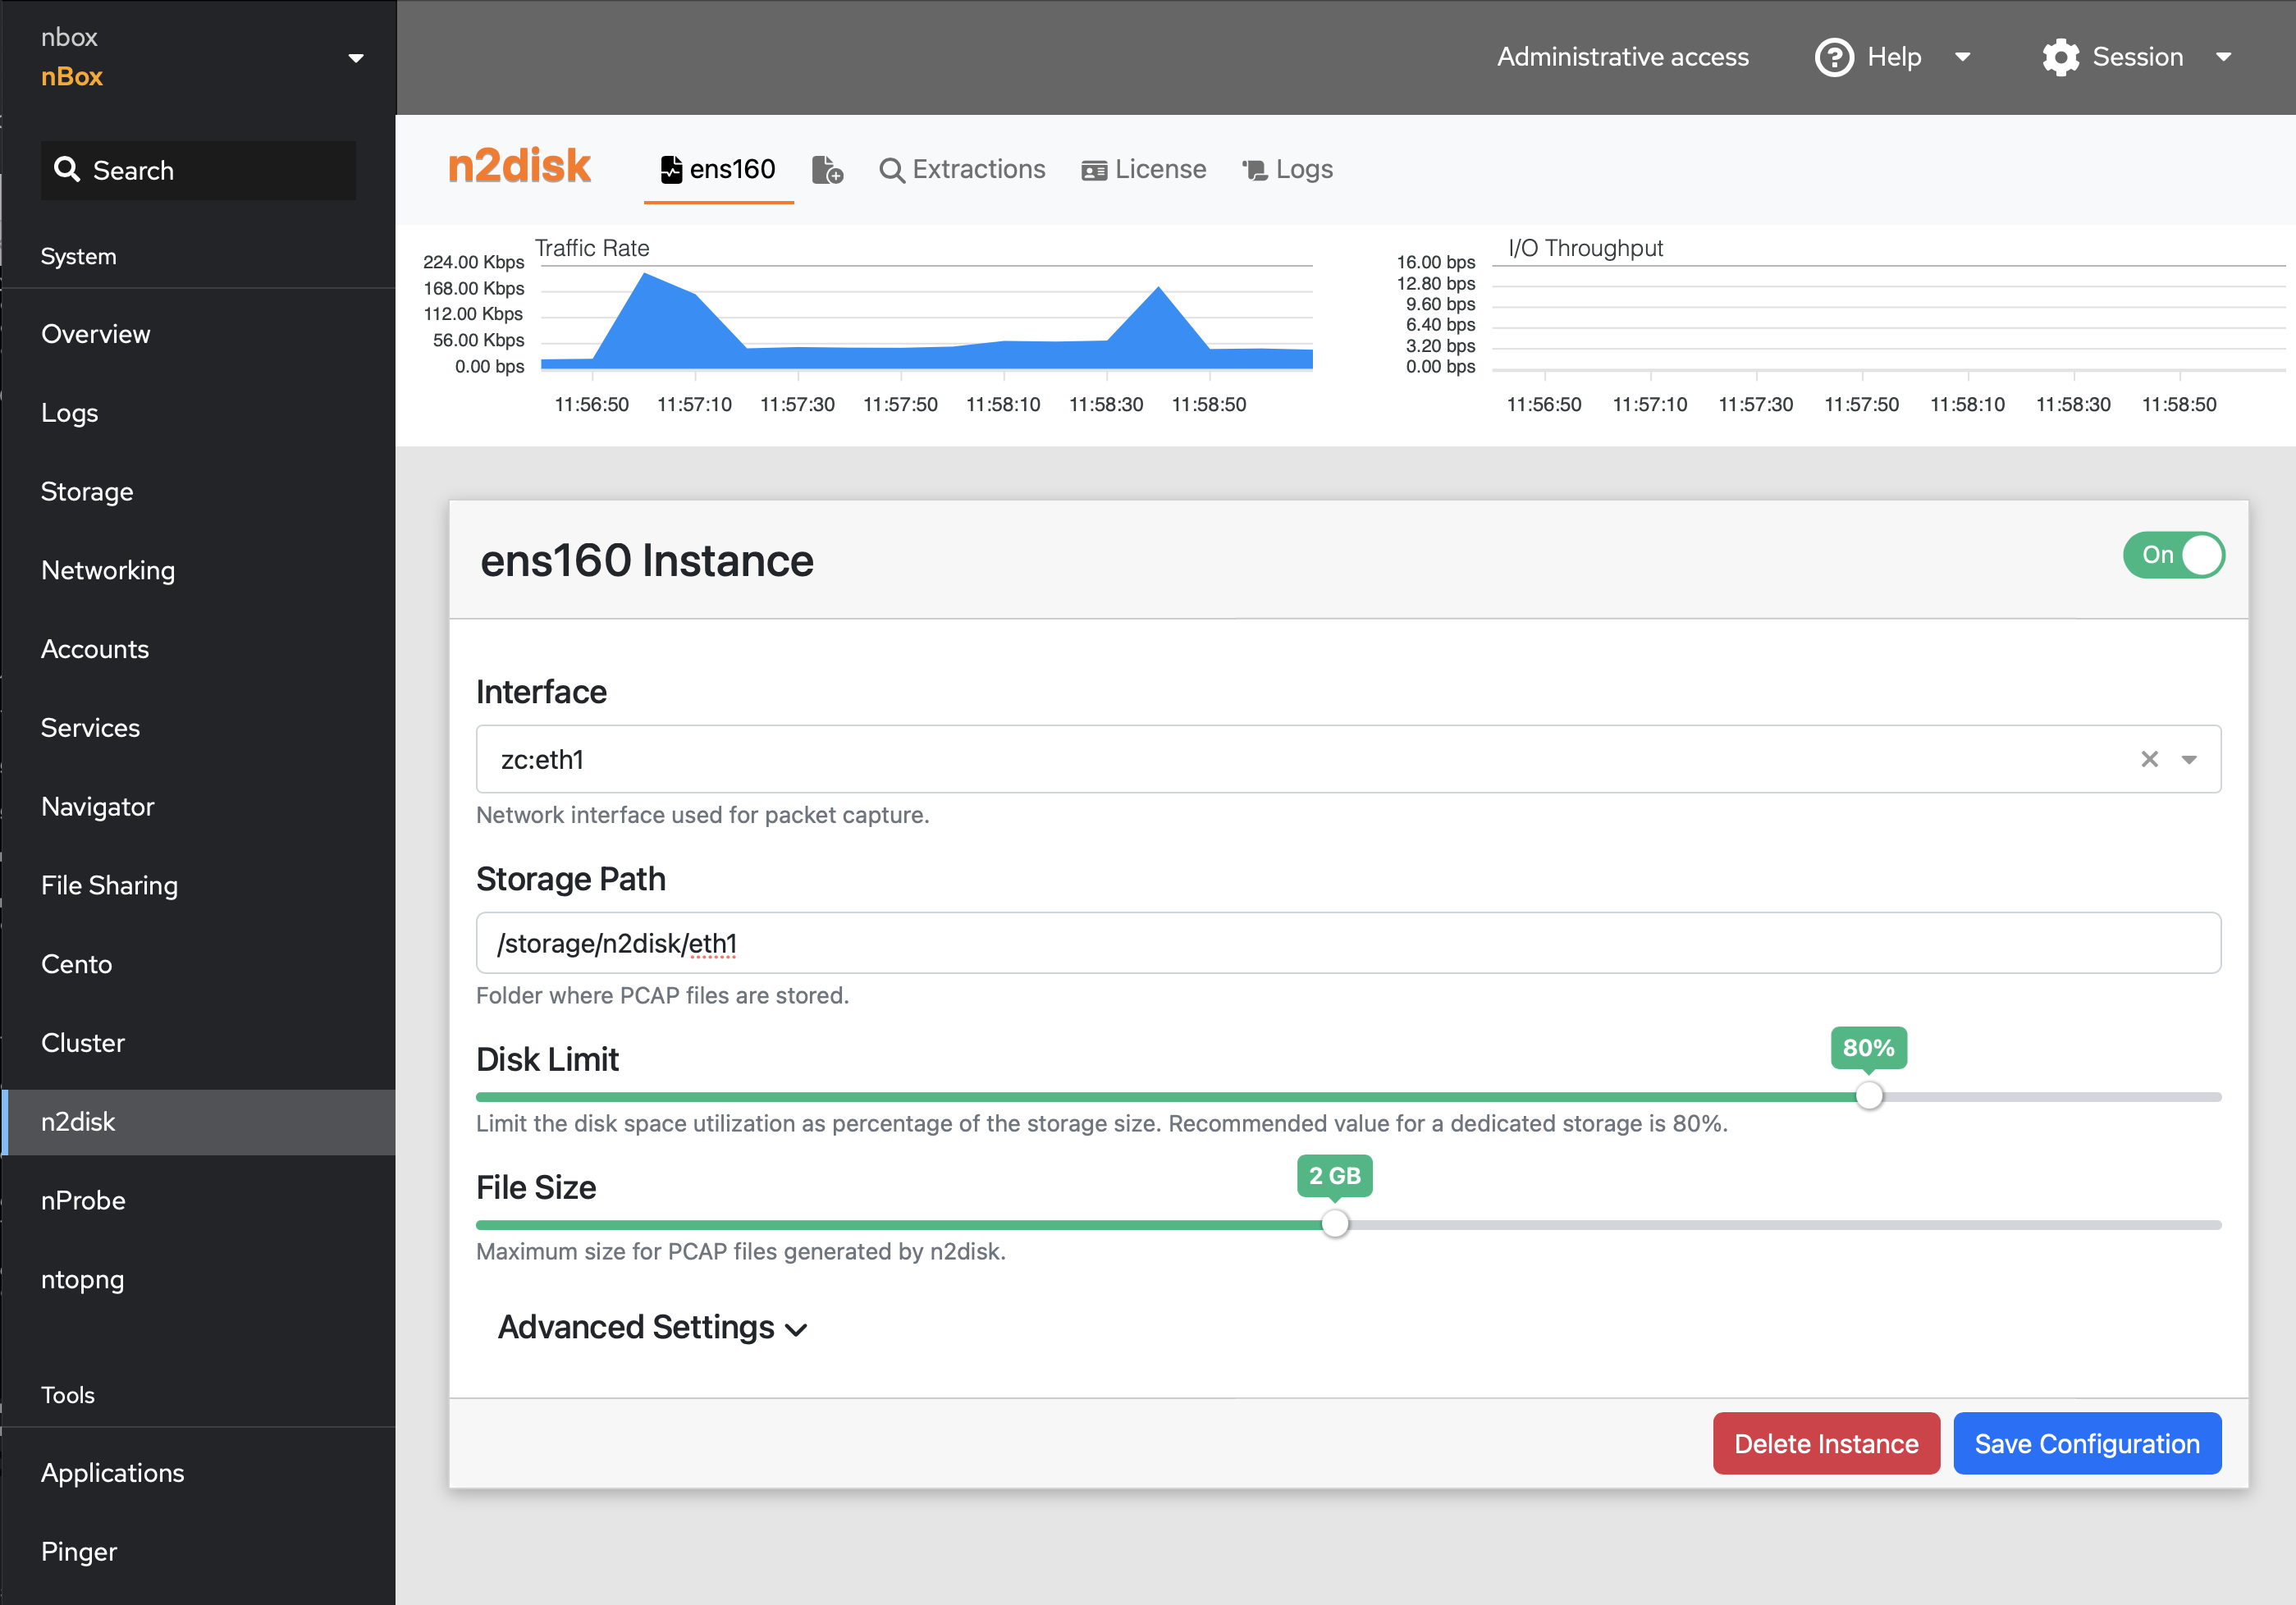 nbox
nBox
Administrative access
Help
Session
Search
System
Overview
Logs
Storage
Networking
Accounts
Services
Navigator
File Sharing
Cento
Cluster
n2disk
nProbe
ntopng
Tools
Applications
Pinger
n2disk
ens160
Extractions
License
Logs
Traffic Rate
224.00 Kbps
168.00 Kbps
112.00 Kbps
56.00 Kbps
0.00 bps
11:56:50 11:57:10 11:57:30 11:57:50 11:58:10 11:58:30 11:58:50
I/O Throughput
16.00 bps
12.80 bps
9.60 bps
6.40 bps
3.20 bps
0.00 bps
11:56:50 11:57:10 11:57:30 11:57:50 11:58:10 11:58:30 11:58:50
ens160 Instance
On
Interface
zc:eth1
Network interface used for packet capture.
Storage Path
/storage/n2disk/eth1
Folder where PCAP files are stored.
Disk Limit
80%
Limit the disk space utilization as percentage of the storage size. Recommended value for a dedicated storage is 80%.
File Size
2 GB
Maximum size for PCAP files generated by n2disk.
Advanced Settings
Delete Instance
Save Configuration